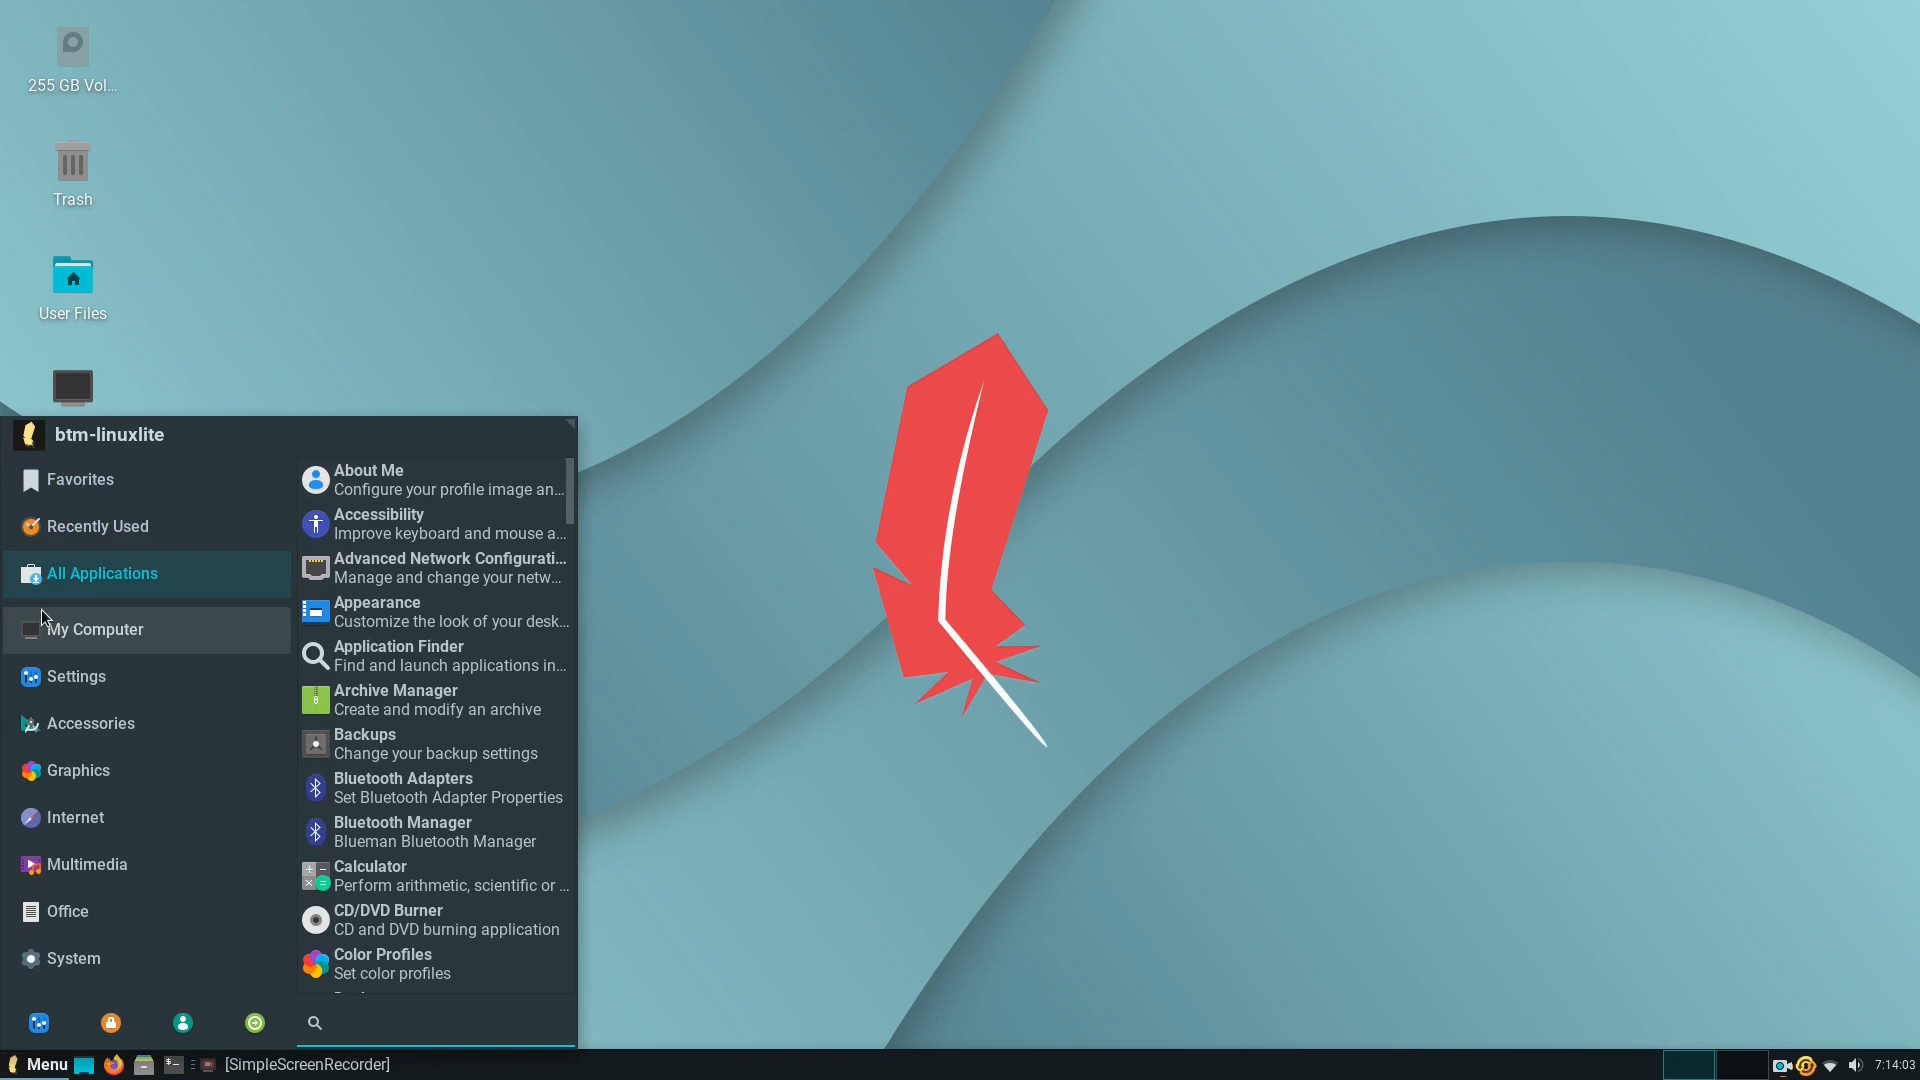 255 GB Vol...
Trash
User Files
btm-linuxlite
Favorites
Recently Used
All Applications
My Computer
Settings
Accessories
Graphics
Internet
Multimedia
Office
System
About Me
Configure your profile image an...
Accessibility
Improve keyboard and mouse a...
Advanced Network Configurati...
Manage and change your netw...
Appearance
Customize the look of your desk...
Application Finder
Find and launch applications in...
Archive Manager
Create and modify an archive
Backups
Change your backup settings
Bluetooth Adapters
Set Bluetooth Adapter Properties
Bluetooth Manager
Blueman Bluetooth Manager
Calculator
Perform arithmetic, scientific or ...
CD/DVD Burner
CD and DVD burning application
Color Profiles
Set color profiles
Menu
[SimpleScreenRecorder]
7:14:03